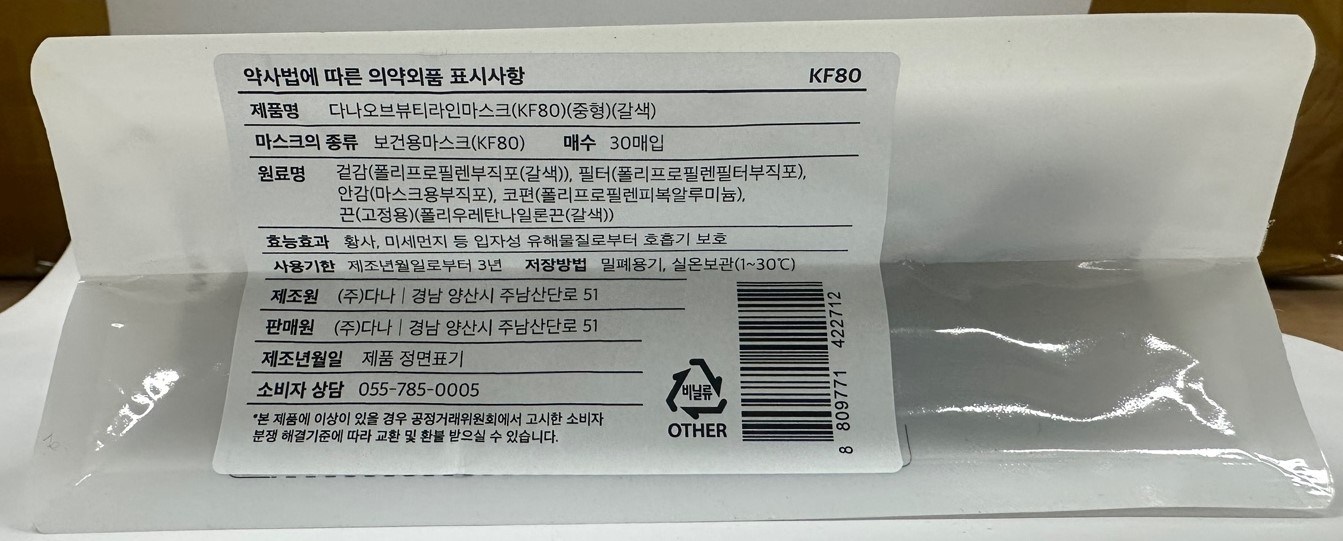 약사법에 따른 의약외품 표시사항 KF80
제품명 다나오브뷰티라인마스크(KF80)(중형)(갈색)
마스크의 종류 보건용마스크(KF80) 매수 30매입
원료명 겉감(폴리프로필렌부직포(갈색)), 필터(폴리프로필렌필터부직포),
안감(마스크용부직포), 코편(폴리프로필렌피복알루미늄),
끈(고정용)(폴리우레탄나일론끈(갈색))
효능효과 황사, 미세먼지 등 입자성 유해물질로부터 호흡기 보호
사용기한 제조년월일로부터 3년 저장방법 밀폐용기, 실온보관(1~30℃)
제조원 (주)다나 | 경남 양산시 주남산단로 51
판매원 (주)다나 | 경남 양산시 주남산단로 51
제조년월일 제품 정면표기
소비자 상담 055-785-0005
*본 제품에 이상이 있을 경우 공정거래위원회에서 고시한 소비자
분쟁 해결기준에 따라 교환 및 환불 받으실 수 있습니다.
비닐류
OTHER
8 809771 422712